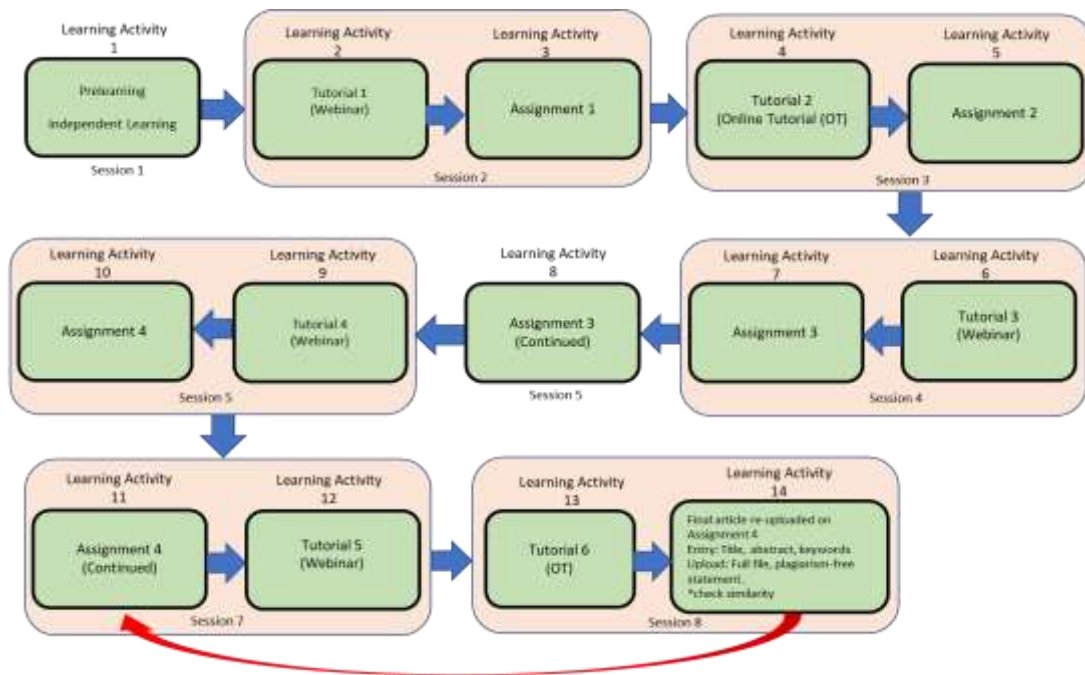 Learning Activity
1
Prelearning
Independent Learning
Session 1
Learning Activity
2
Tutorial 1
(Webinar)
Learning Activity
3
Assignment 1
Session 2
Learning Activity
4
Tutorial 2
(Online Tutorial (OT)
Learning Activity
5
Assignment 2
Session 3
Learning Activity
6
Tutorial 3
(Webinar)
Learning Activity
7
Assignment 3
Session 4
Learning Activity
8
Assignment 3
(Continued)
Session 5
Learning Activity
9
Tutorial 4
(Webinar)
Learning Activity
10
Assignment 4
Session 5
Learning Activity
11
Assignment 4
(Continued)
Learning Activity
12
Tutorial 5
(Webinar)
Session 7
Learning Activity
13
Tutorial 6
(OT)
Learning Activity
14
Final article re-uploaded on
Assignment 4
Entry: Title, abstract, keywords
Upload: Full file, plagiarism-free
statement.
*check similarity
Session 8